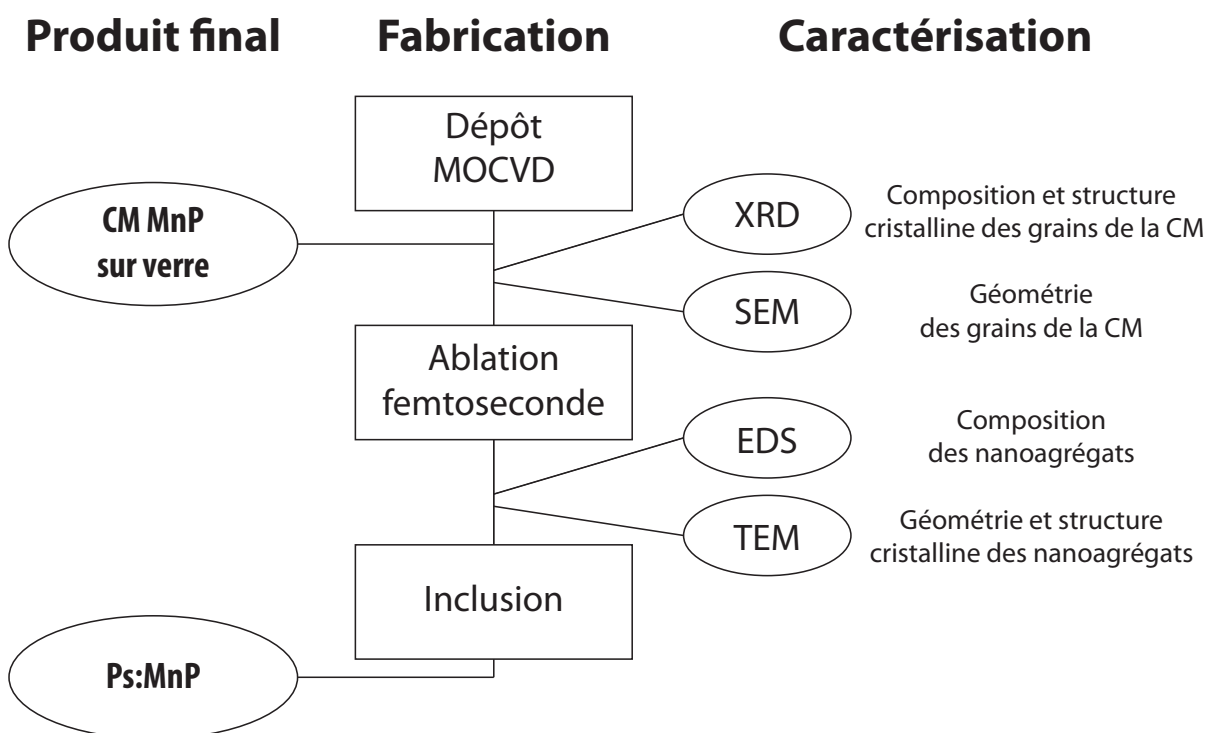 Produit final
Fabrication
Caractérisation
Dépôt
MOCVD
CM MnP
sur verre
XRD
Composition et structure
cristalline des grains de la CM
SEM
Géométrie
des grains de la CM
Ablation
femtoseconde
EDS
Composition
des nanoagrégats
TEM
Géométrie et structure
cristalline des nanoagrégats
Inclusion
Ps:MnP